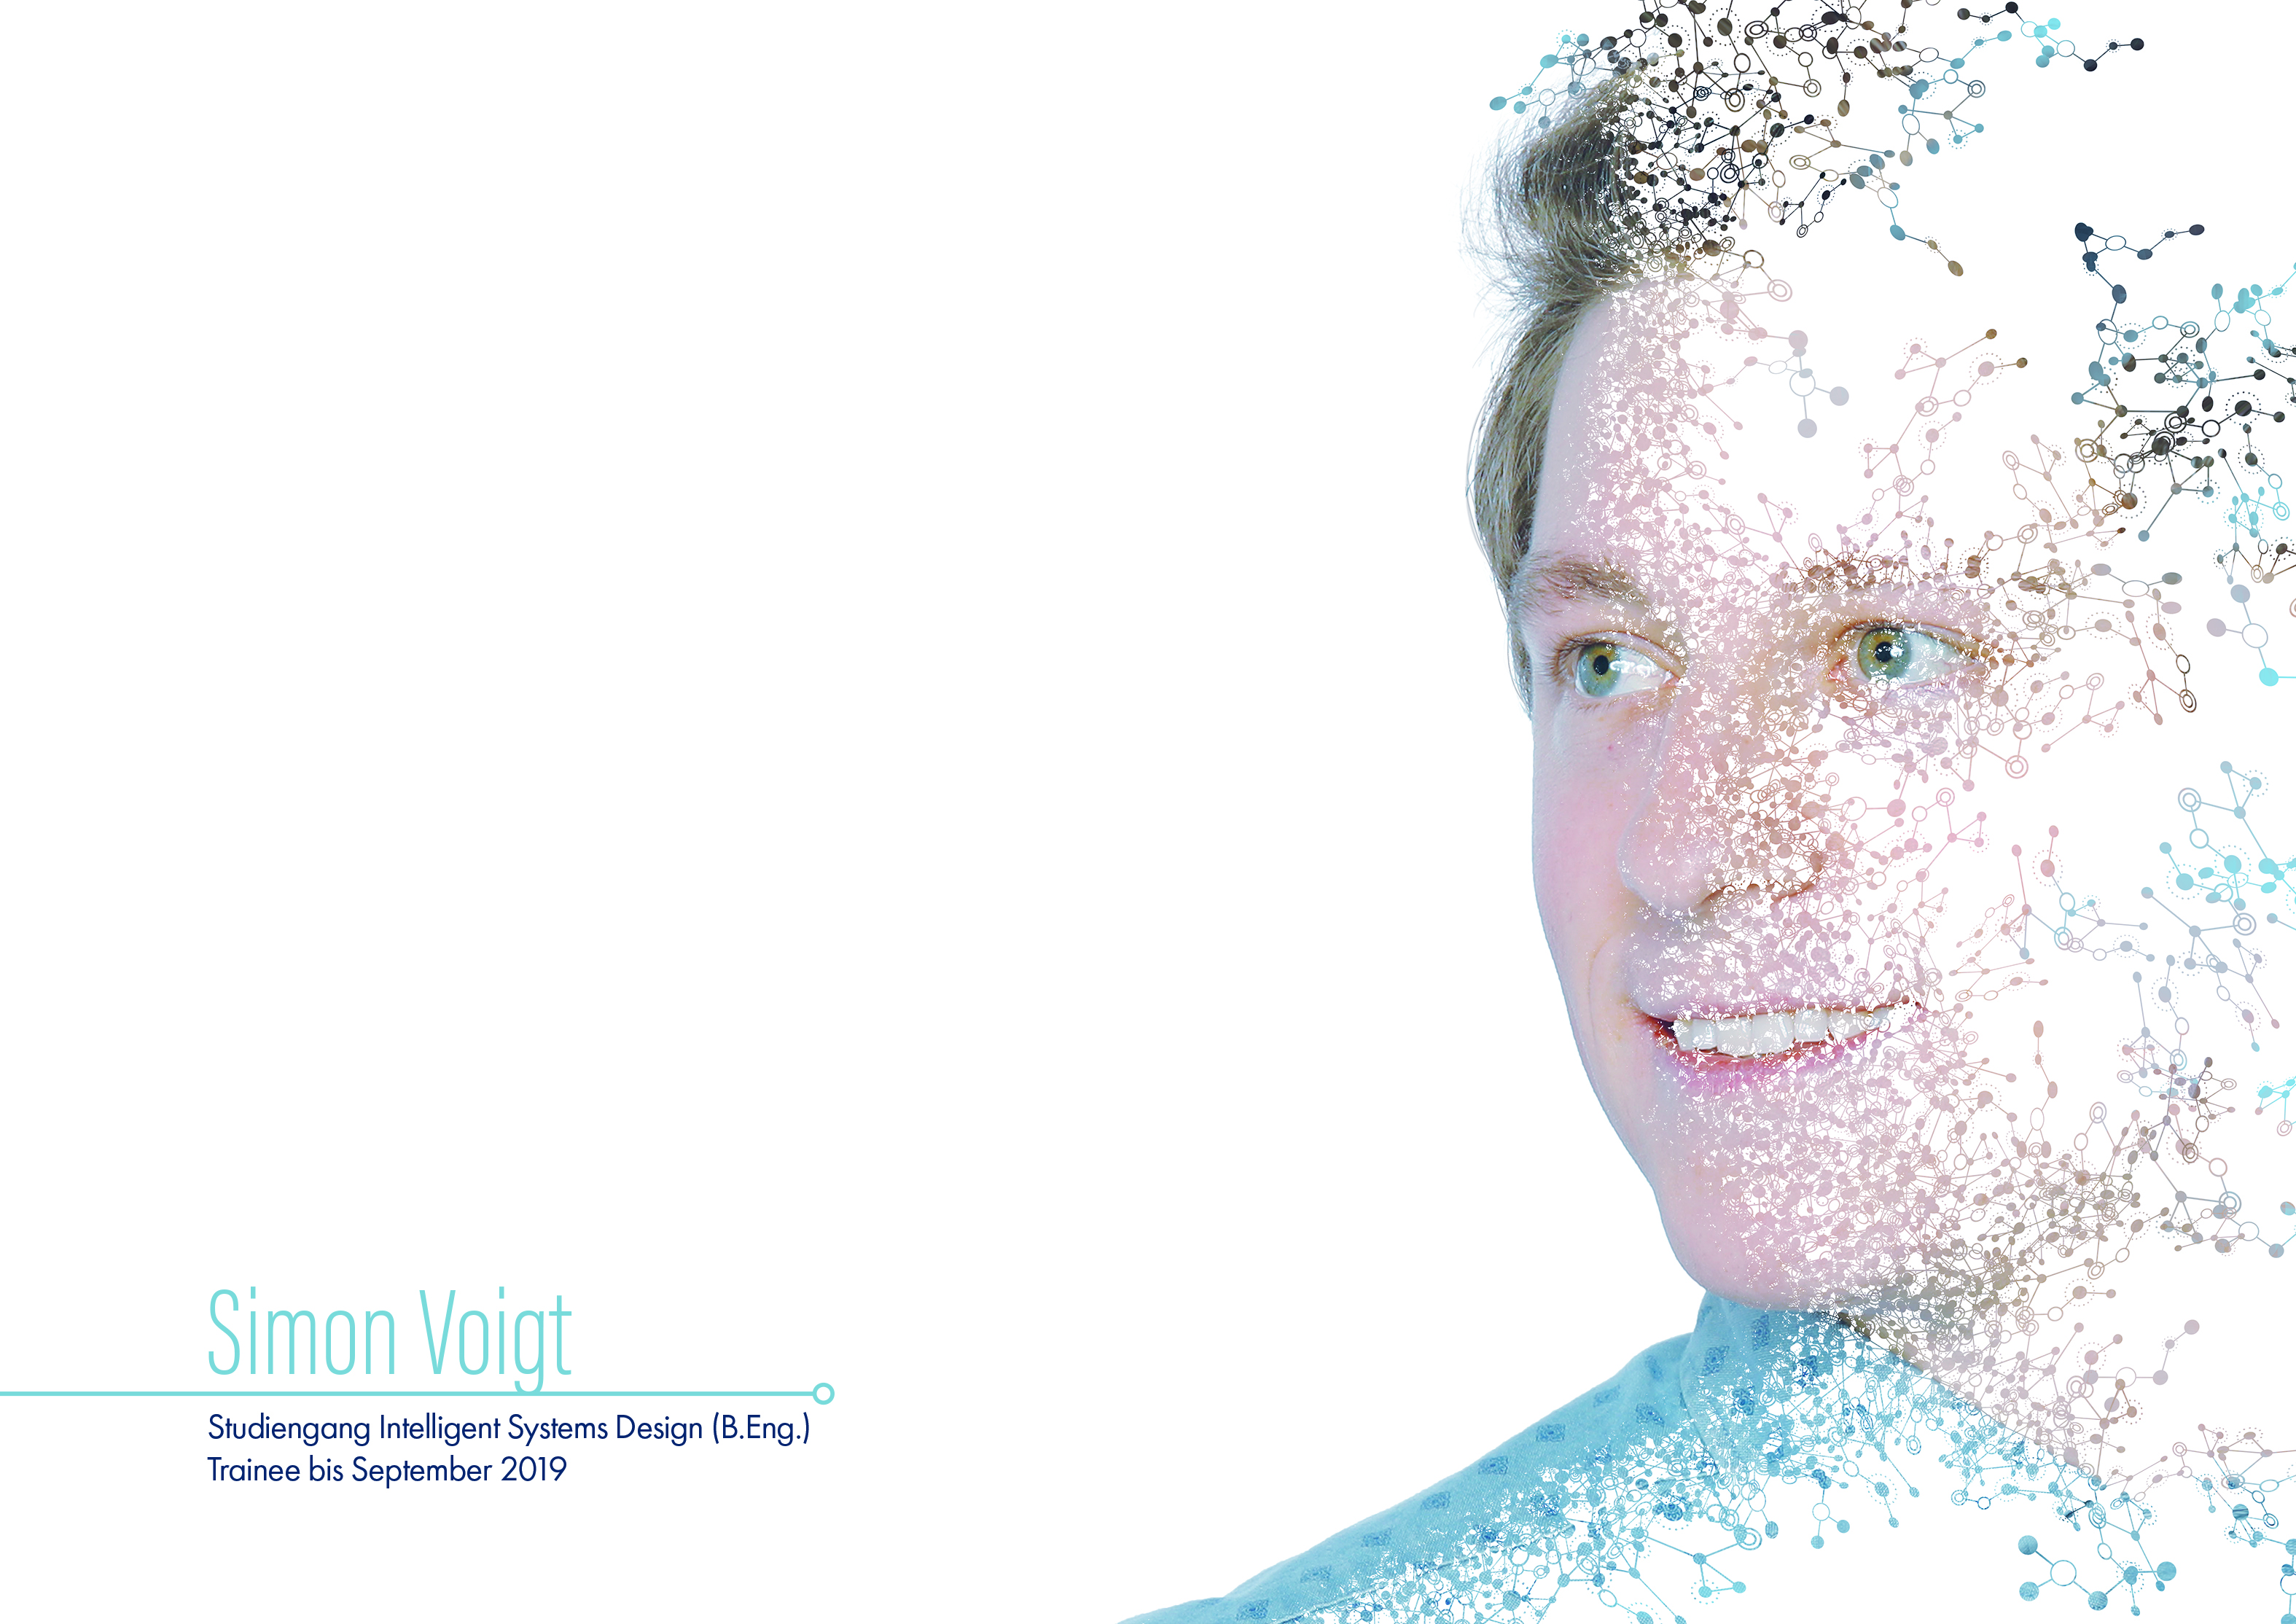 Simon Voigt
Studiengang Intelligent Systems Design (B.Eng.)
Trainee bis September 2019